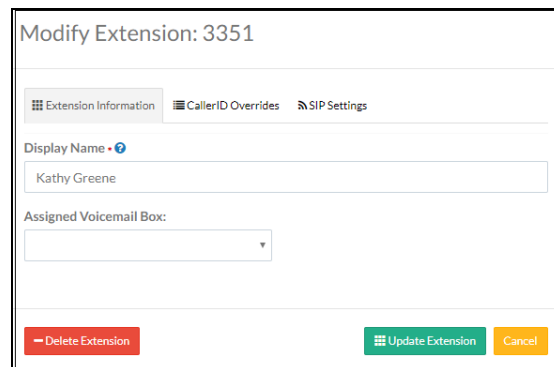 Modify Extension: 3351
Extension Information CallerID Overrides SIP Settings
Display Name
Kathy Greene
Assigned Voicemail Box:
Delete Extension Update Extension Cancel